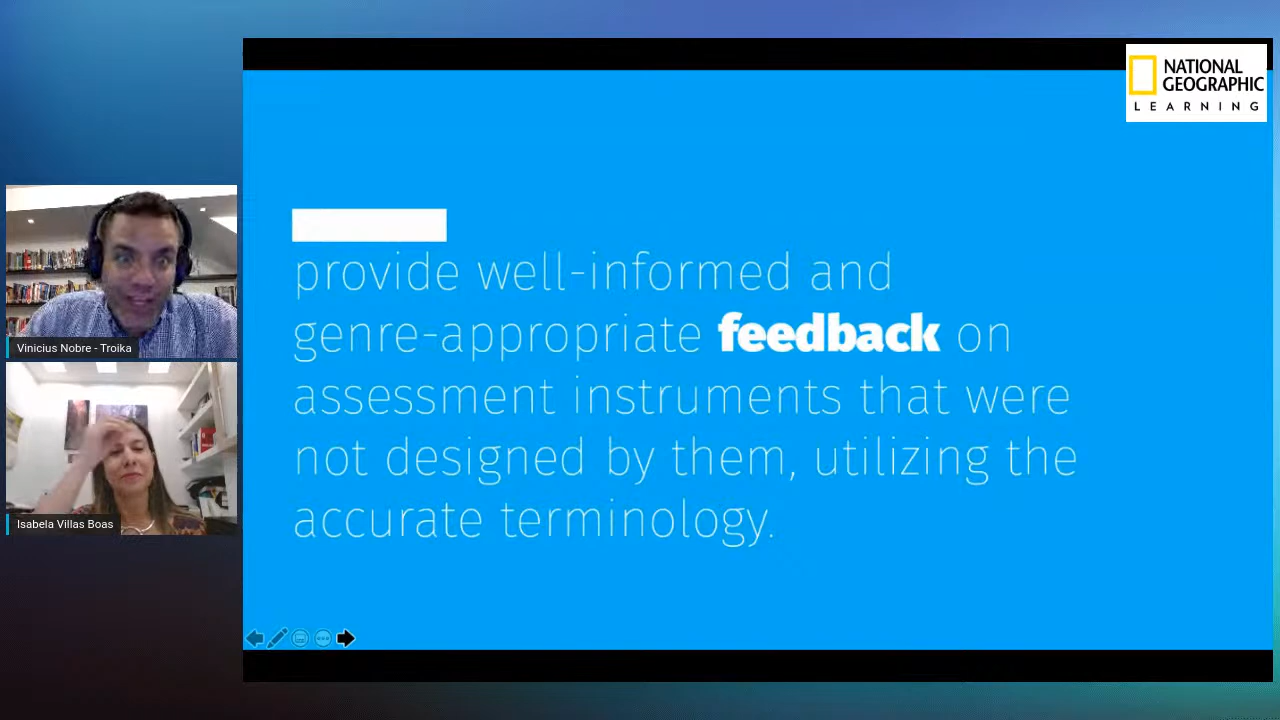 NATIONAL
GEOGRAPHIC
LEARNING
provide well-informed and
genre-appropriate feedback on
assessment instruments that were
not designed by them, utilizing the
accurate terminology.
Vinicius Nobre - Troika
Isabela Villas Boas